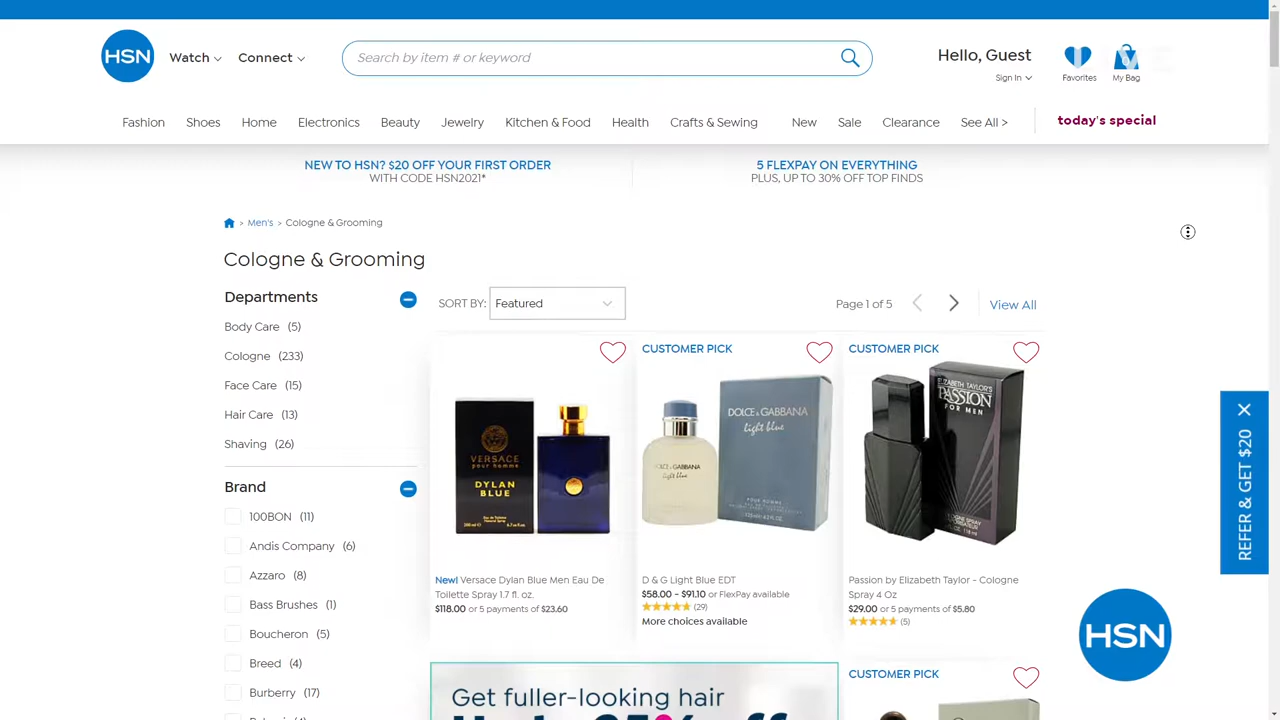 HSN
Watch
Connect
Search by item # or keyword
Hello, Guest
Sign In
Favorites
My Bag
Fashion
Shoes
Home
Electronics
Beauty
Jewelry
Kitchen & Food
Health
Crafts & Sewing
New
Sale
Clearance
See All >
today's special
NEW TO HSN? $20 OFF YOUR FIRST ORDER
WITH CODE HSN2021*
5 FLEXPAY ON EVERYTHING
PLUS, UP TO 30% OFF TOP FINDS
> Men's > Cologne & Grooming
Cologne & Grooming
Departments
Body Care (5)
Cologne (233)
Face Care (15)
Hair Care (13)
Shaving (26)
Brand
100BON (11)
Andis Company (6)
Azzaro (8)
Bass Brushes (1)
Boucheron (5)
Breed (4)
Burberry (17)
SORT BY: Featured
Page 1 of 5
View All
VERSACE
pour homme
DYLAN
BLUE
New! Versace Dylan Blue Men Eau De
Toilette Spray 1.7 fl. oz.
$118.00 or 5 payments of $23.60
CUSTOMER PICK
DOLCE & GABBANA
light blue
DOLCE & GABBANA
light blue
D & G Light Blue EDT
$58.00 - $91.10 or FlexPay available
(29)
More choices available
CUSTOMER PICK
ELIZABETH TAYLOR'S
PASSION
FOR MEN
Passion by Elizabeth Taylor - Cologne
Spray 4 Oz
$29.00 or 5 payments of $5.80
(5)
Get fuller-looking hair
CUSTOMER PICK
REFER & GET $20
HSN